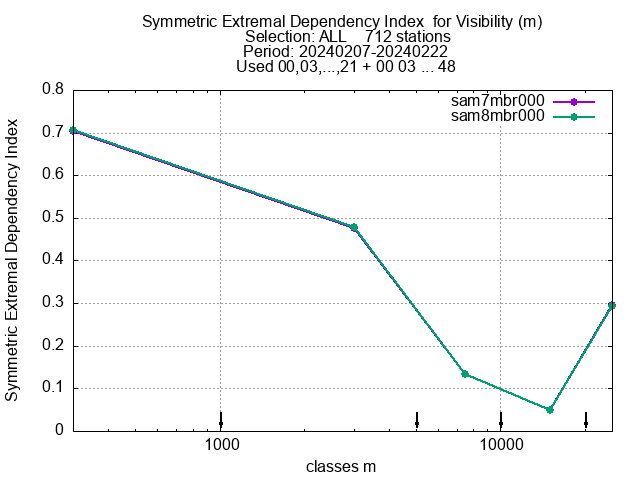 Symmetric Extremal Dependency Index  for Visibility (m)
Selection: ALL    712 stations
Period: 20240207-20240222
Used 00,03,...,21 + 00 03 ... 48
sam7mbr000
sam8mbr000
Symmetric Extremal Dependency Index
0.8
0.7
0.6
0.5
0.4
0.3
0.2
0.1
0
1000
10000
classes m